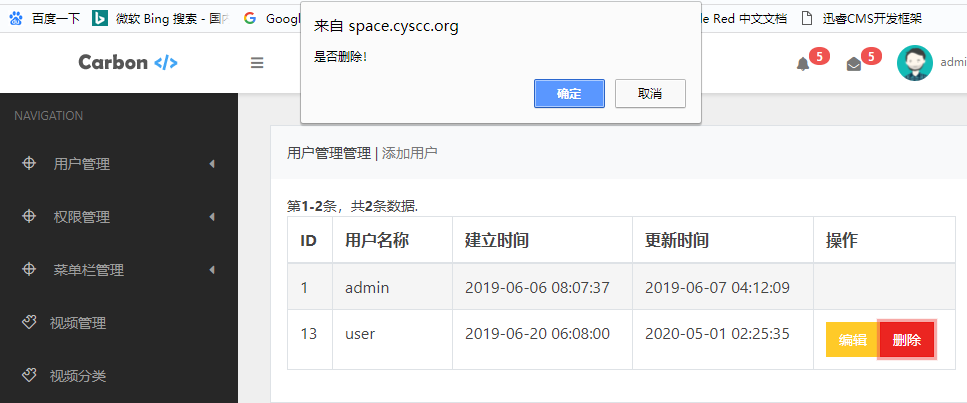 百度一下
微软 Bing 搜索 - 国
Google
le Red 中文文档
迅睿CMS开发框架
来自 space.cyscc.org
是否删除!
确定
取消
Carbon </>
5
5
admi
NAVIGATION
用户管理
权限管理
菜单栏管理
视频管理
视频分类
用户管理管理 | 添加用户
第1-2条，共2条数据.
ID 用户名称 建立时间 更新时间 操作
1 admin 2019-06-06 08:07:37 2019-06-07 04:12:09
13 user 2019-06-20 06:08:00 2020-05-01 02:25:35 编辑 删除